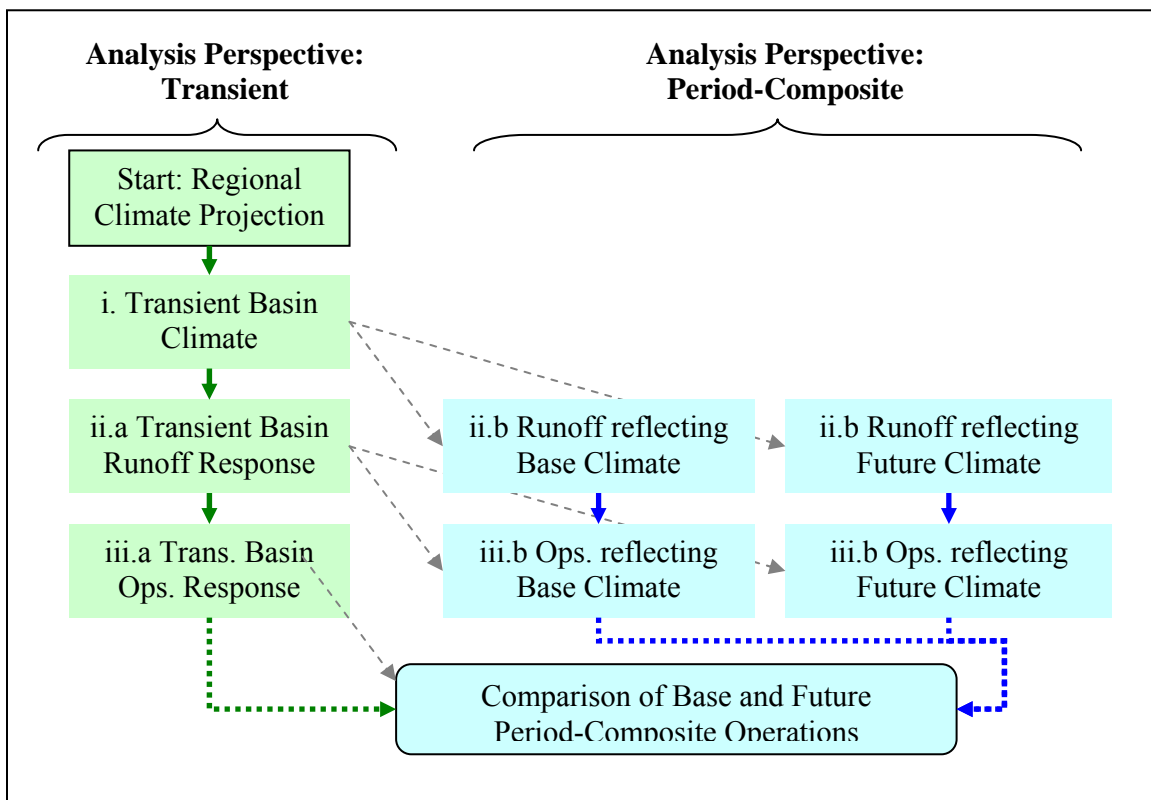 Analysis Perspective:
Transient
Analysis Perspective:
Period-Composite
Start: Regional
Climate Projection
i. Transient Basin
Climate
ii.a Transient Basin
Runoff Response
ii.b Runoff reflecting
Base Climate
ii.b Runoff reflecting
Future Climate
iii.a Trans. Basin
Ops. Response
iii.b Ops. reflecting
Base Climate
iii.b Ops. reflecting
Future Climate
Comparison of Base and Future
Period-Composite Operations